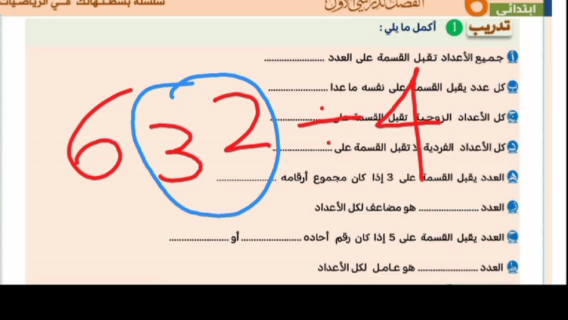 سلسلة بسطتهالك في الرياضيات
الفصل الدراسي الأول
6
ابتدائي
تدريب 1 أكمل ما يلي :
أ جميع الأعداد تقبل القسمة على العدد ......................
ب كل عدد يقبل القسمة على نفسه ما عدا ......................
ج كل الأعداد الزوجية تقبل القسمة على ......................
د كل الأعداد الفردية لا تقبل القسمة على ......................
ه العدد يقبل القسمة على 3 إذا كان مجموع أرقامه ......................
و العدد ...................... هو مضاعف لكل الأعداد
ز العدد يقبل القسمة على 5 إذا كان رقم آحاده ...................... أو ......................
ح العدد ...................... هو عامل لكل الأعداد
632 ÷ 4